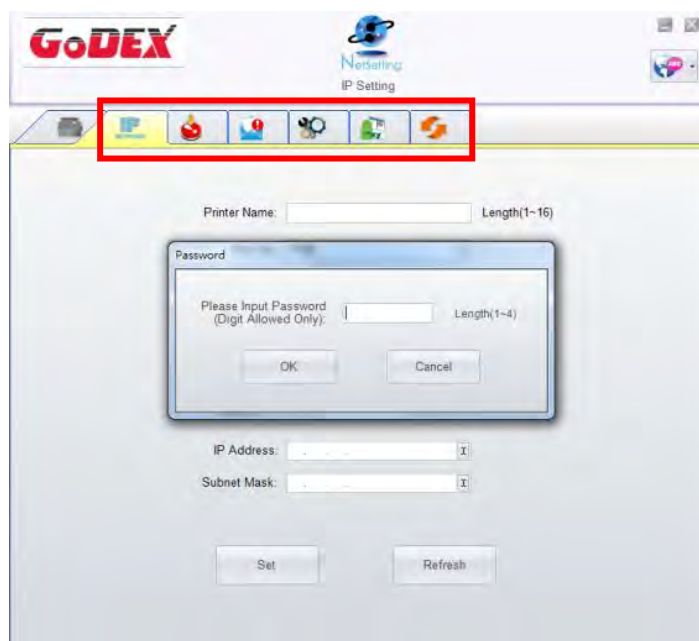 GODEX
NetSetting
IP Setting
IP
Printer Name:
Length(1~16)
Password
Please Input Password
(Digit Allowed Only):
Length(1~4)
OK
Cancel
IP Address:
Subnet Mask:
Set
Refresh